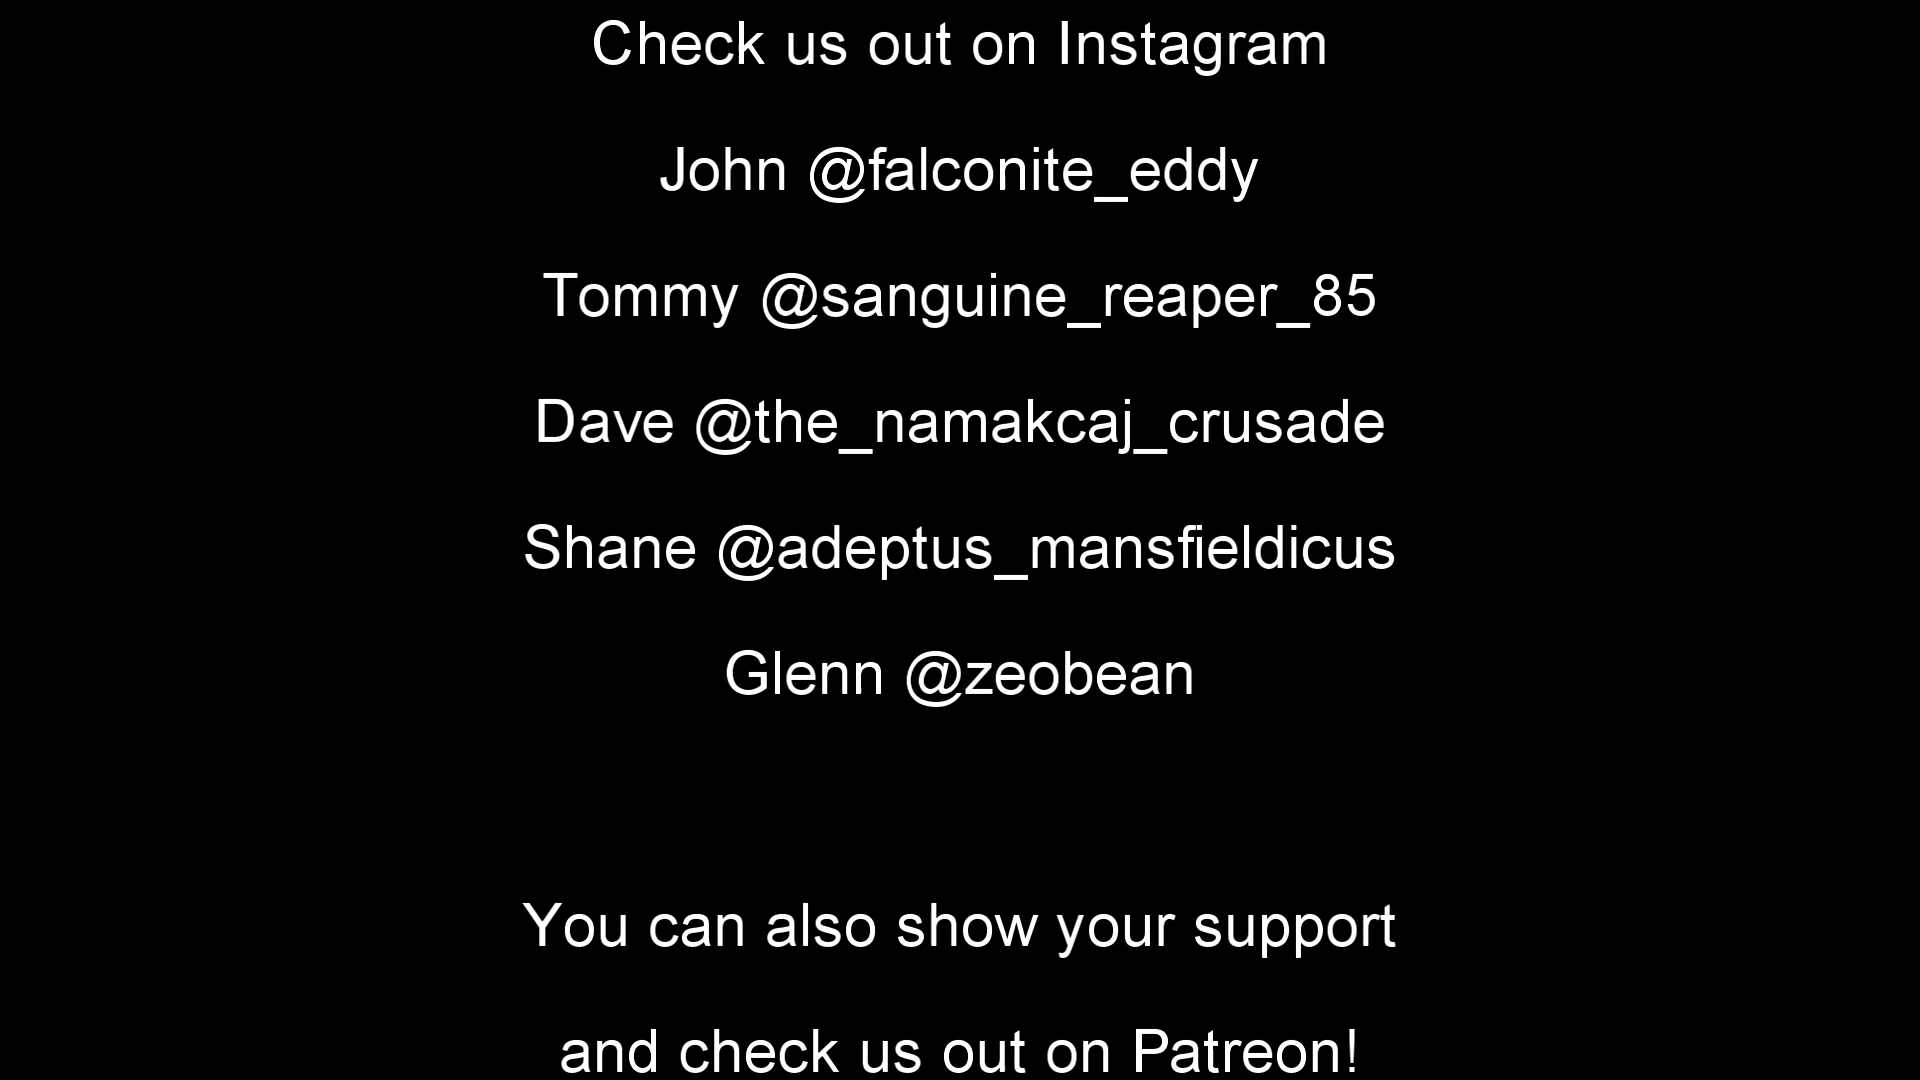 Check us out on Instagram
John @falconite_eddy
Tommy @sanguine_reaper_85
Dave @the_namakcaj_crusade
Shane @adeptus_mansfieldicus
Glenn @zeobean
You can also show your support
and check us out on Patreon!